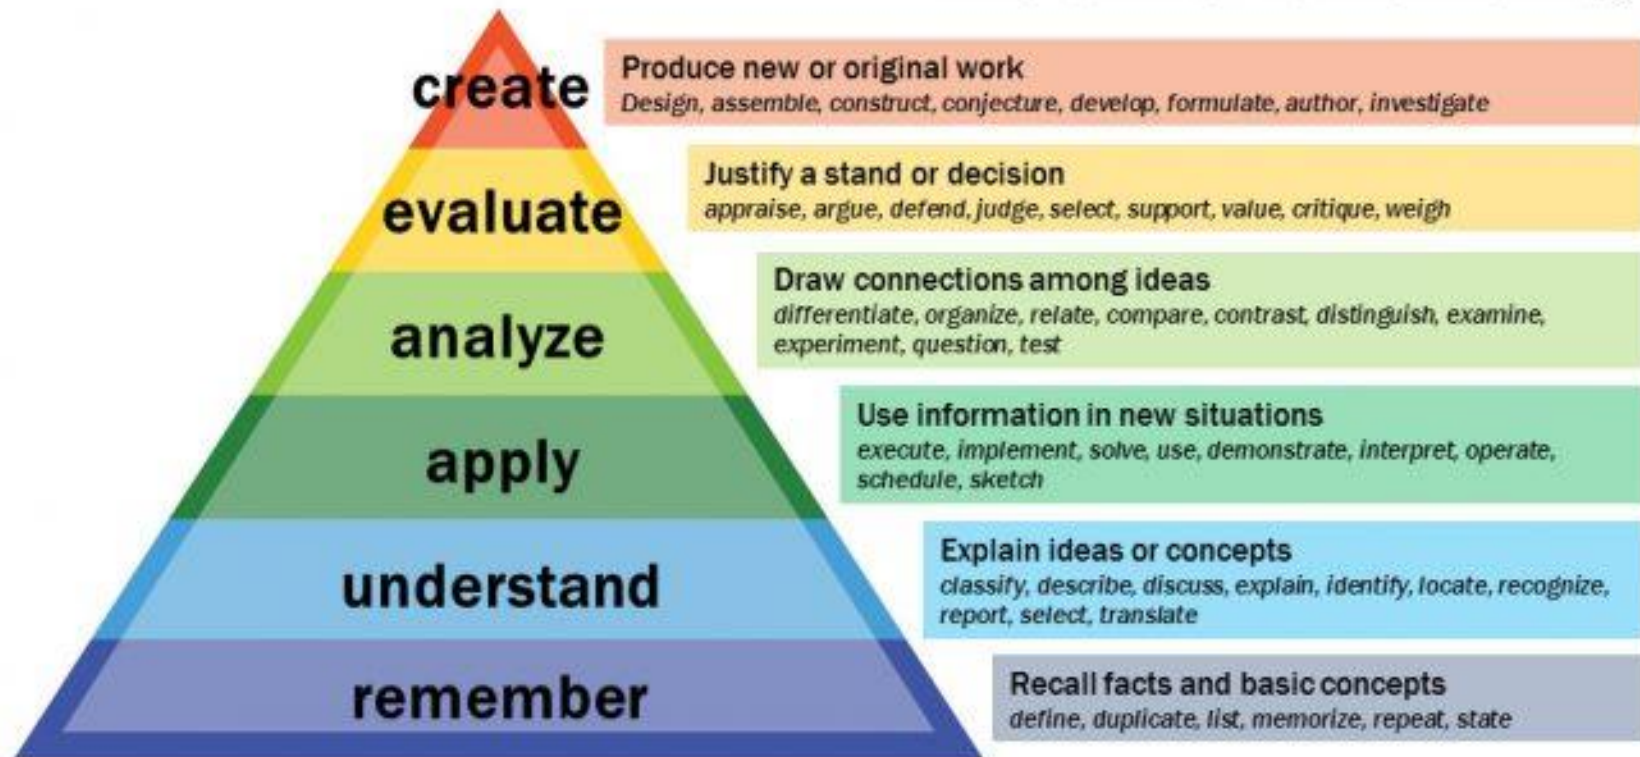 create
Produce new or original work
Design, assemble, construct, conjecture, develop, formulate, author, investigate
evaluate
Justify a stand or decision
appraise, argue, defend, judge, select, support, value, critique, weigh
analyze
Draw connections among ideas
differentiate, organize, relate, compare, contrast, distinguish, examine,
experiment, question, test
apply
Use information in new situations
execute, implement, solve, use, demonstrate, interpret, operate,
schedule, sketch
understand
Explain ideas or concepts
classify, describe, discuss, explain, identify, locate, recognize,
report, select, translate
remember
Recall facts and basic concepts
define, duplicate, list, memorize, repeat, state